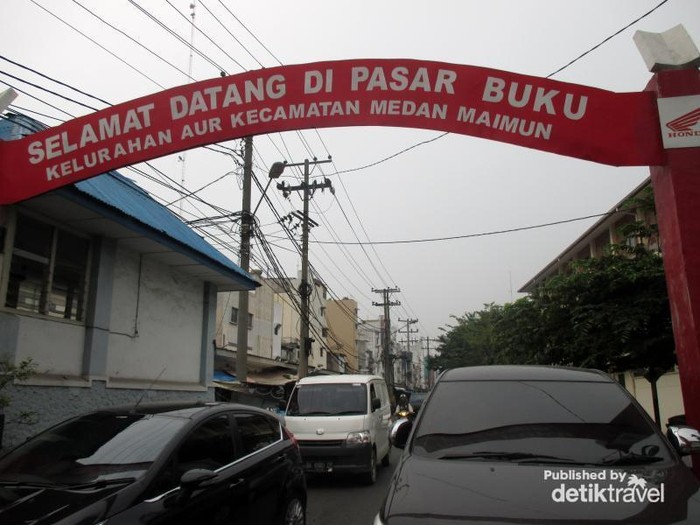 SELAMAT DATANG DI PASAR BUKU
KELURAHAN AUR KECAMATAN MEDAN MAIMUN
HONDA
Published by
detiktravel